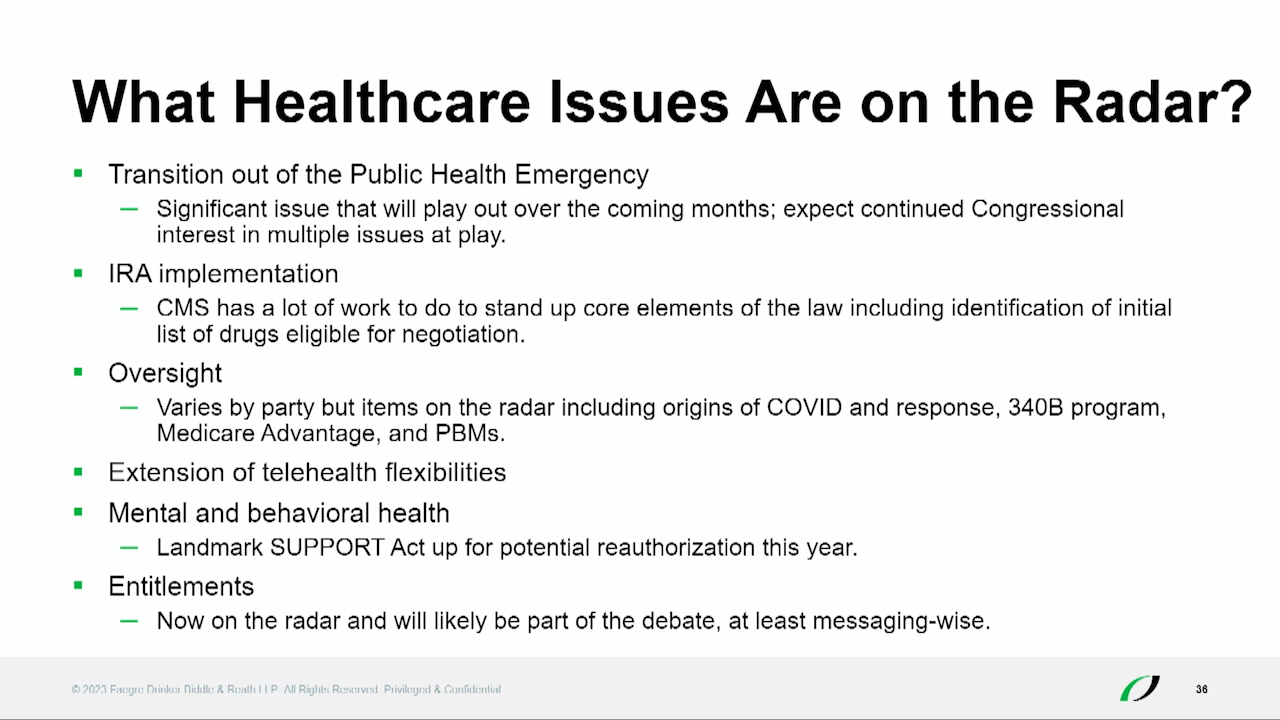 What Healthcare Issues Are on the Radar?
▪ Transition out of the Public Health Emergency
— Significant issue that will play out over the coming months; expect continued Congressional
interest in multiple issues at play.
▪ IRA implementation
— CMS has a lot of work to do to stand up core elements of the law including identification of initial
list of drugs eligible for negotiation.
▪ Oversight
— Varies by party but items on the radar including origins of COVID and response, 340B program,
Medicare Advantage, and PBMs.
▪ Extension of telehealth flexibilities
▪ Mental and behavioral health
— Landmark SUPPORT Act up for potential reauthorization this year.
▪ Entitlements
— Now on the radar and will likely be part of the debate, at least messaging-wise.
© 2023 Faegre Drinker Biddle & Reath LLP. All Rights Reserved. Privileged & Confidential
36